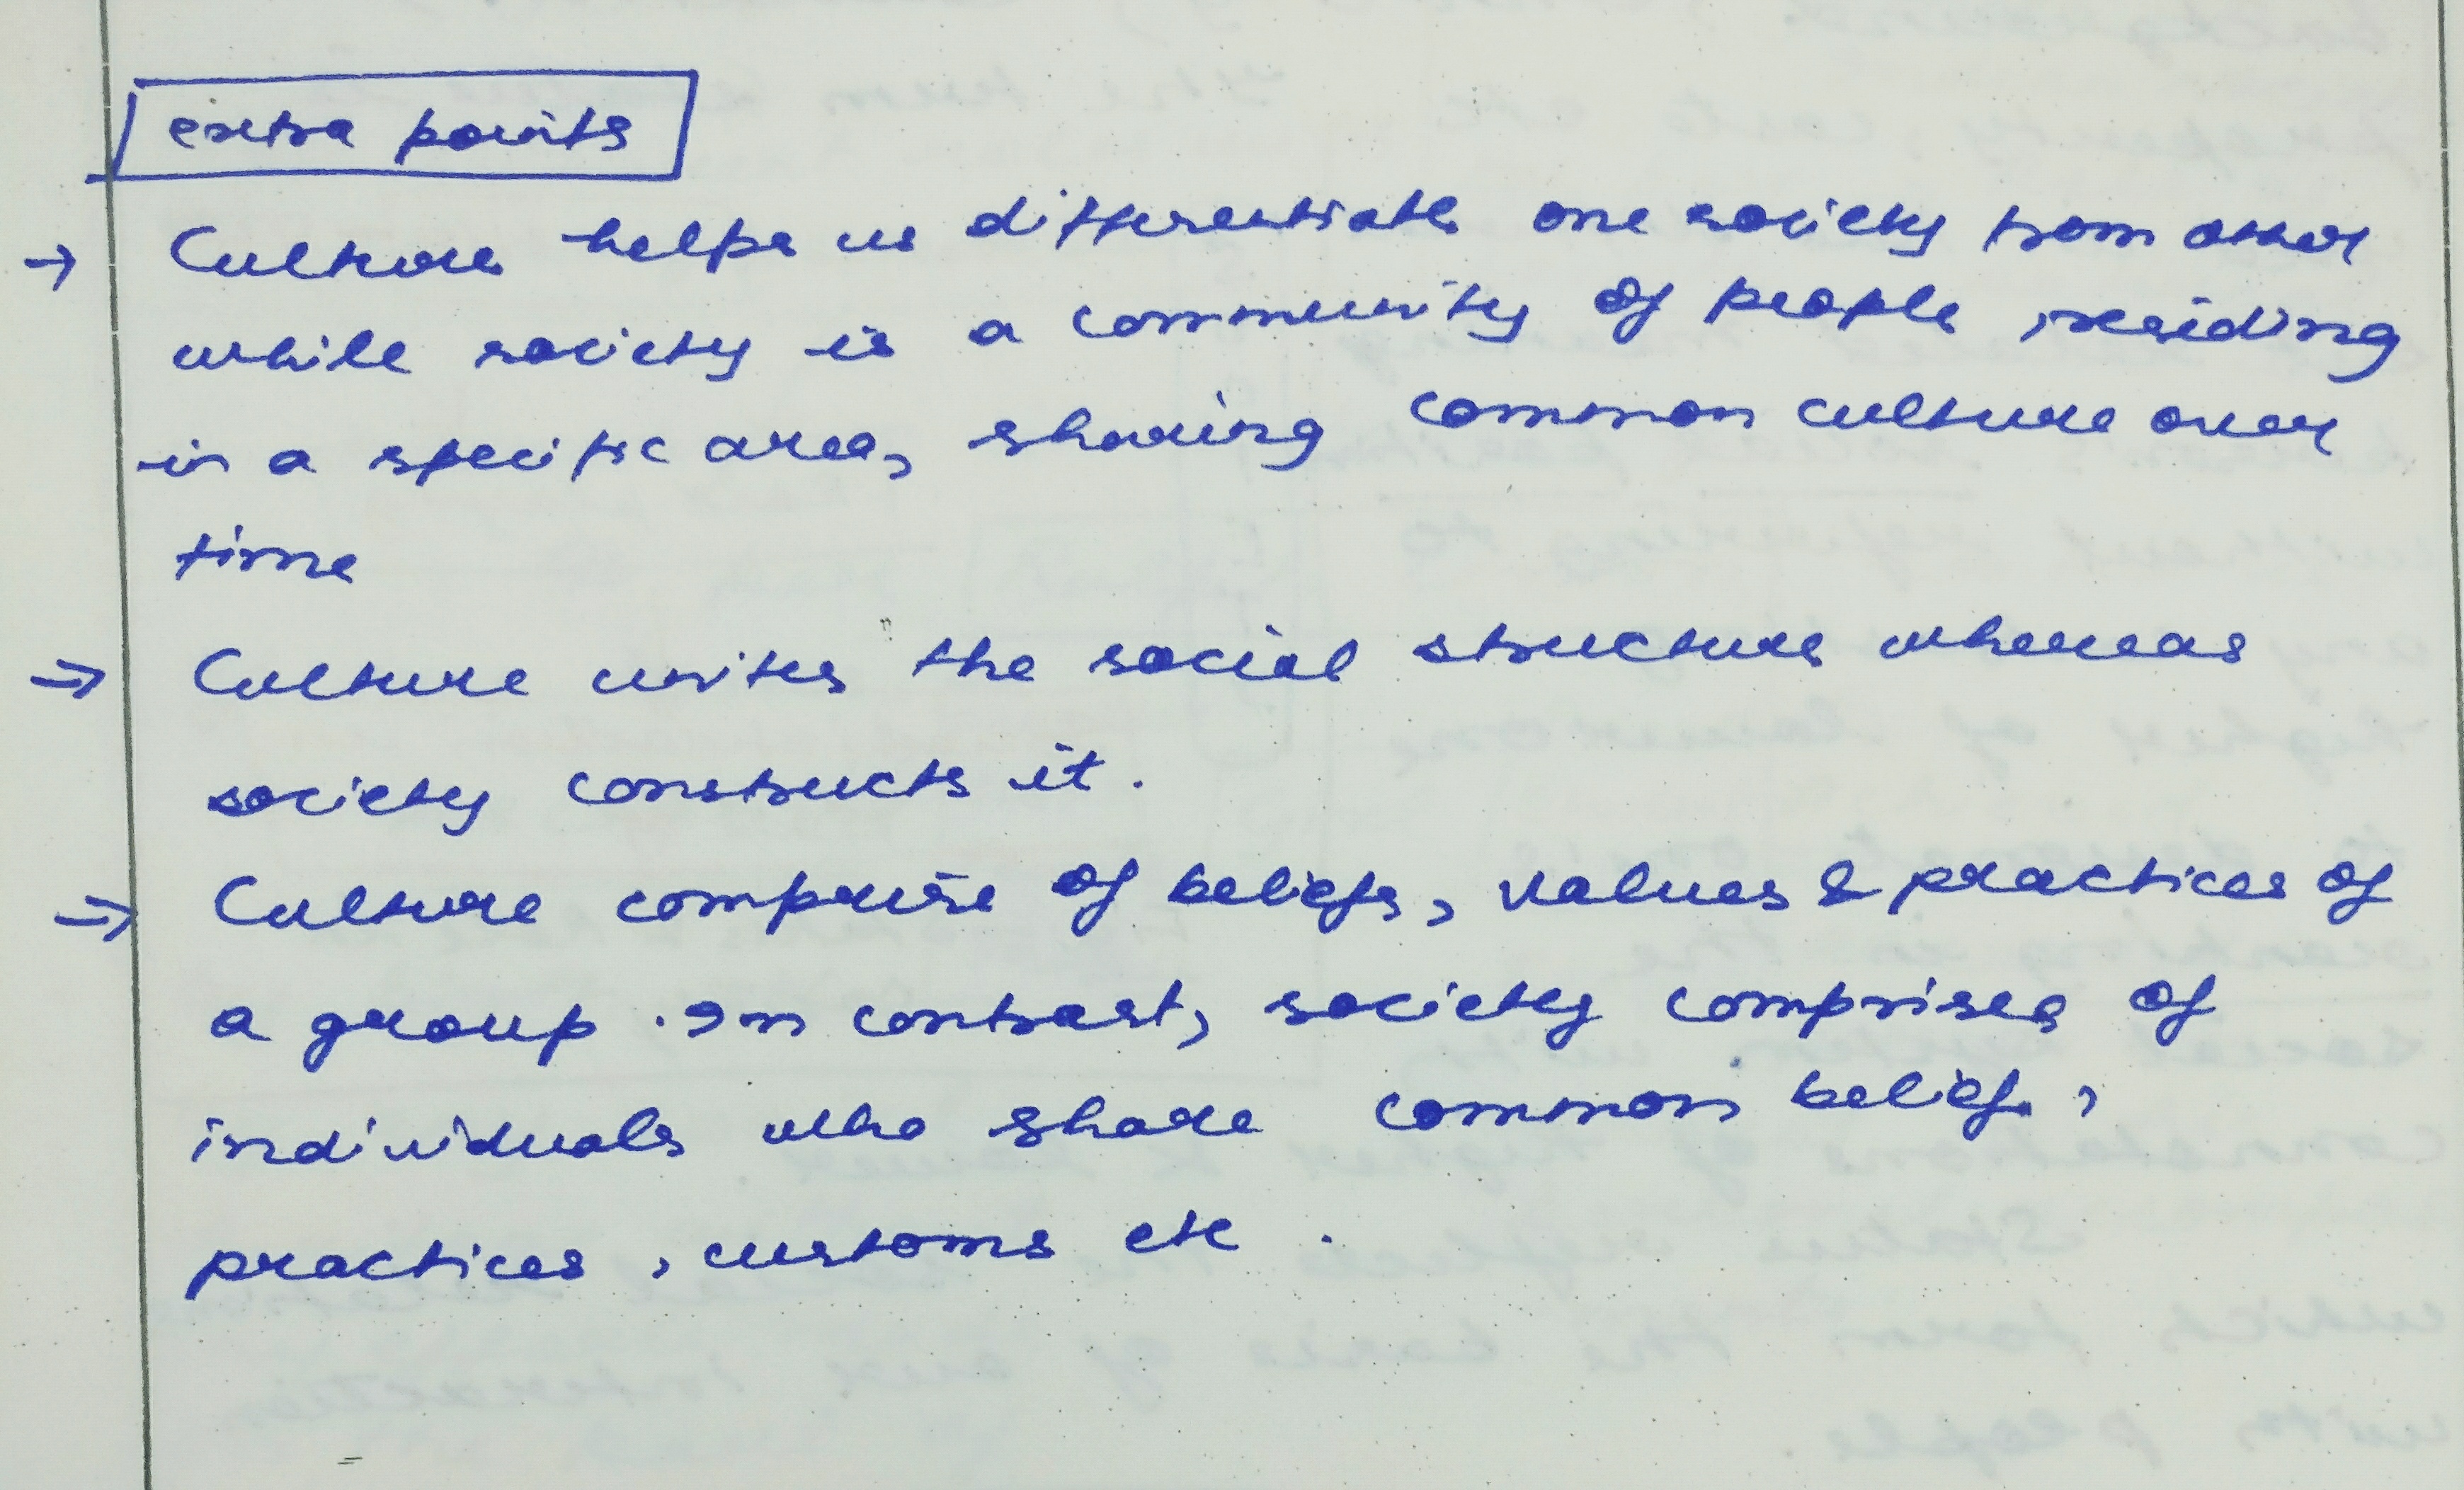 extra points
→ Culture helps us differentiate one society from other
while society is a community of people, residing
in a specific area, sharing common culture over
time
⇒ Culture unites the social structure whereas
society constructs it.
⇒ Culture comprise of beliefs, values & practices of
a group. In contrast, society comprises of
individuals who share common belief,
practices, customs etc.